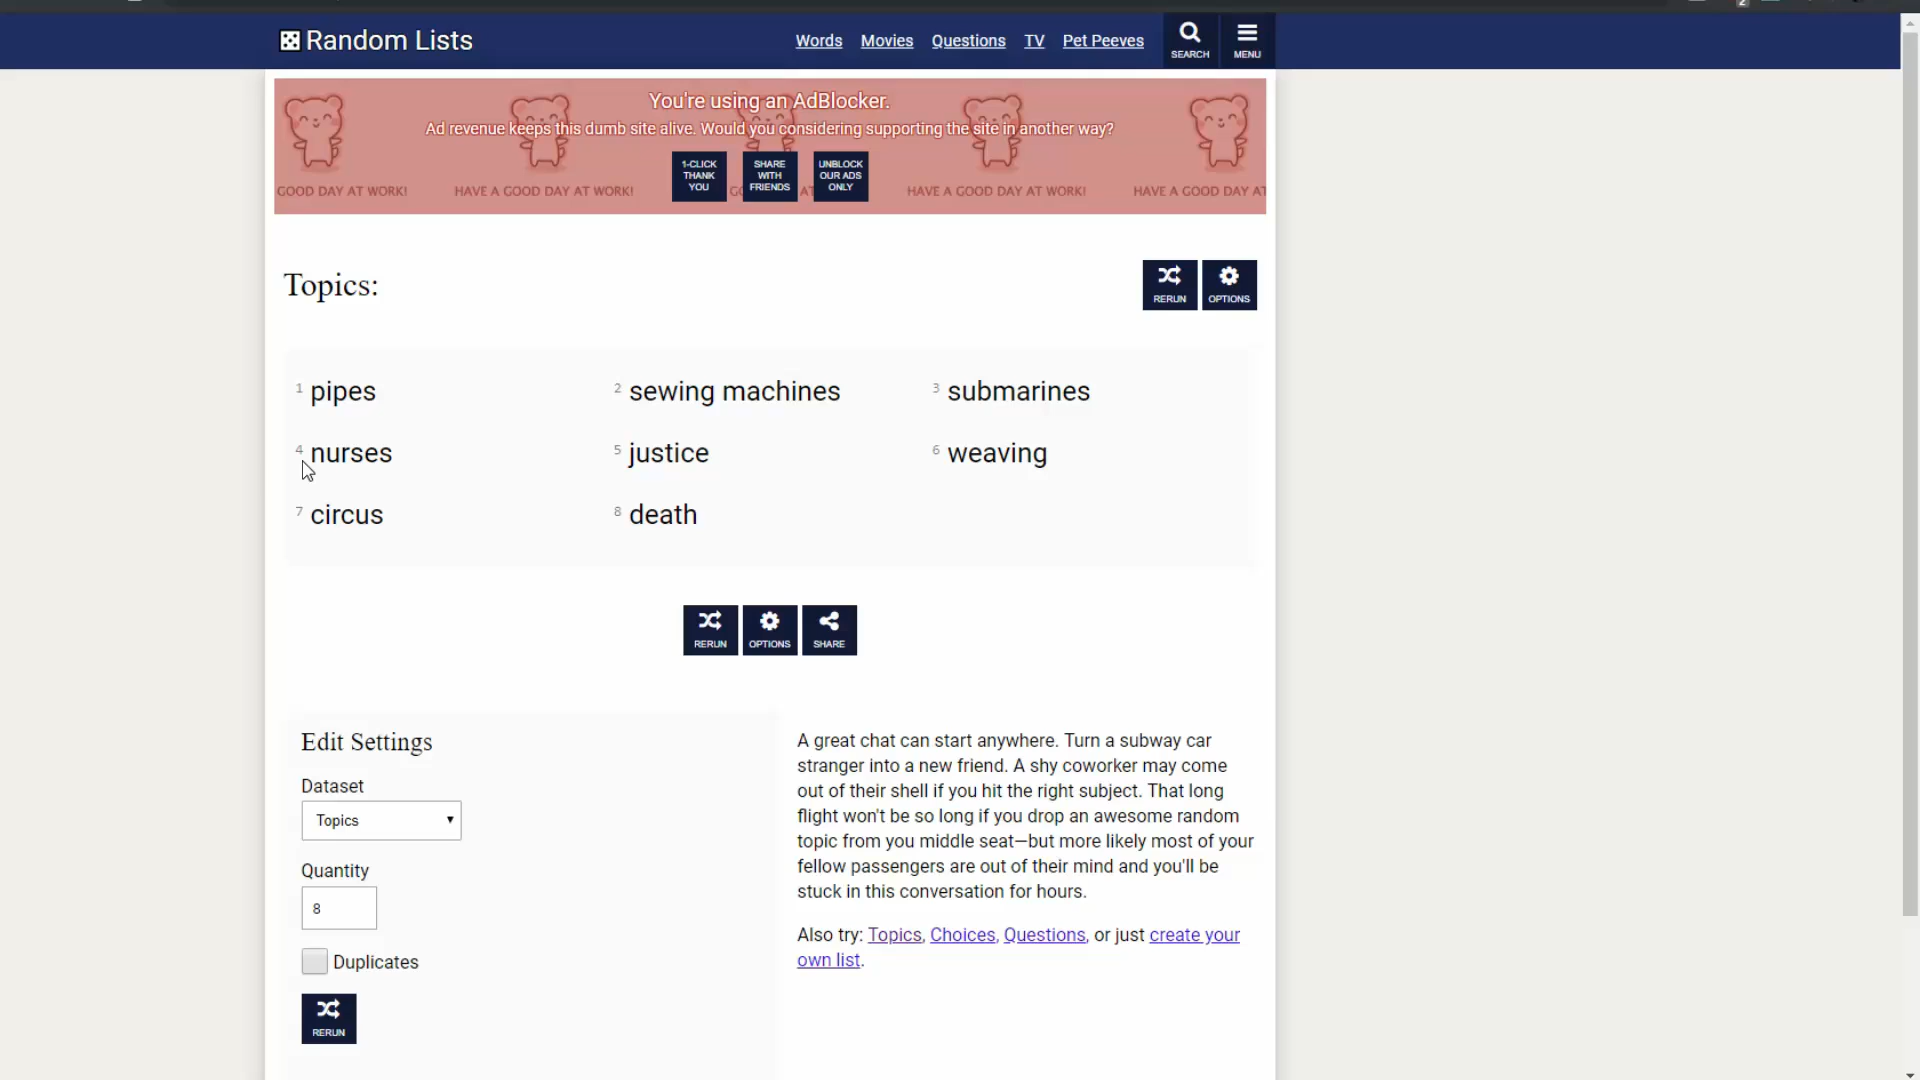 2
Random Lists
Words Movies Questions TV Pet Peeves
SEARCH MENU
You're using an AdBlocker.
Ad revenue keeps this dumb site alive. Would you considering supporting the site in another way?
1-CLICK THANK YOU
SHARE WITH FRIENDS
UNBLOCK OUR ADS ONLY
GOOD DAY AT WORK! HAVE A GOOD DAY AT WORK! HAVE A GOOD DAY AT WORK! HAVE A GOOD DAY AT
Topics:
RERUN OPTIONS
1 pipes 2 sewing machines 3 submarines
4 nurses 5 justice 6 weaving
7 circus 8 death
RERUN OPTIONS SHARE
Edit Settings
Dataset
Topics
Quantity
8
Duplicates
RERUN
A great chat can start anywhere. Turn a subway car
stranger into a new friend. A shy coworker may come
out of their shell if you hit the right subject. That long
flight won't be so long if you drop an awesome random
topic from you middle seat—but more likely most of your
fellow passengers are out of their mind and you'll be
stuck in this conversation for hours.
Also try: Topics, Choices, Questions, or just create your
own list.